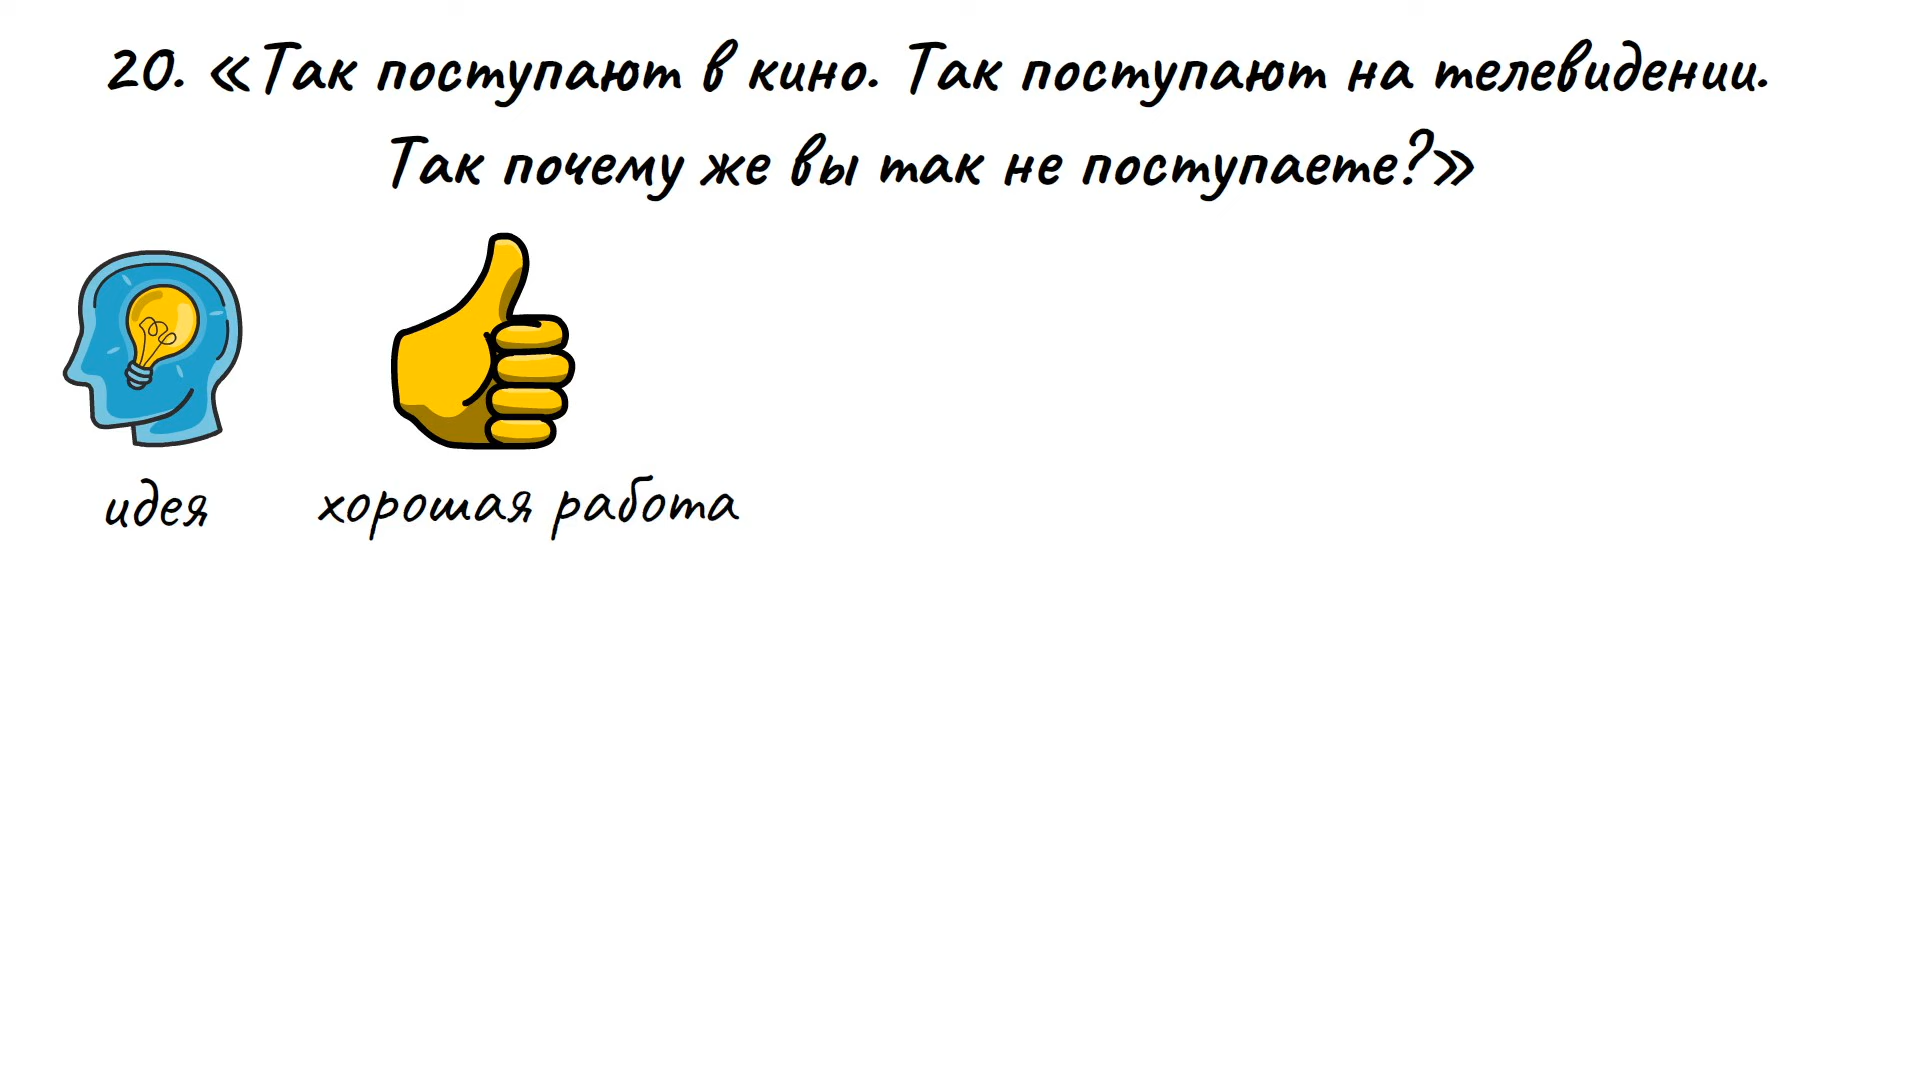 20. «Так поступают в кино. Так поступают на телевидении.
Так почему же вы так не поступаете?»
идея
хорошая работа